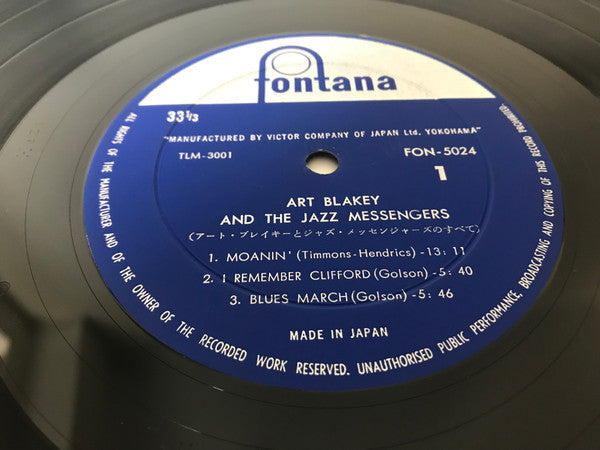 fontana
33 1/3
"MANUFACTURED BY VICTOR COMPANY OF JAPAN Ltd. YOKOHAMA"
TLM-3001
FON-5024
1
ART BLAKEY
AND THE JAZZ MESSENGERS
(アート・ブレイキーとジャズ・メッセンジャーズのすべて)
1. MOANIN' (Timmons-Hendrics)-13:11
2. I REMEMBER CLIFFORD (Golson)-5:40
3. BLUES MARCH (Golson)-5:46
MADE IN JAPAN
ALL RIGHTS OF THE MANUFACTURER AND OF THE OWNER OF THE RECORDED WORK RESERVED. UNAUTHORISED PUBLIC PERFORMANCE, BROADCASTING AND COPYING OF THIS RECORD PROHIBITED.